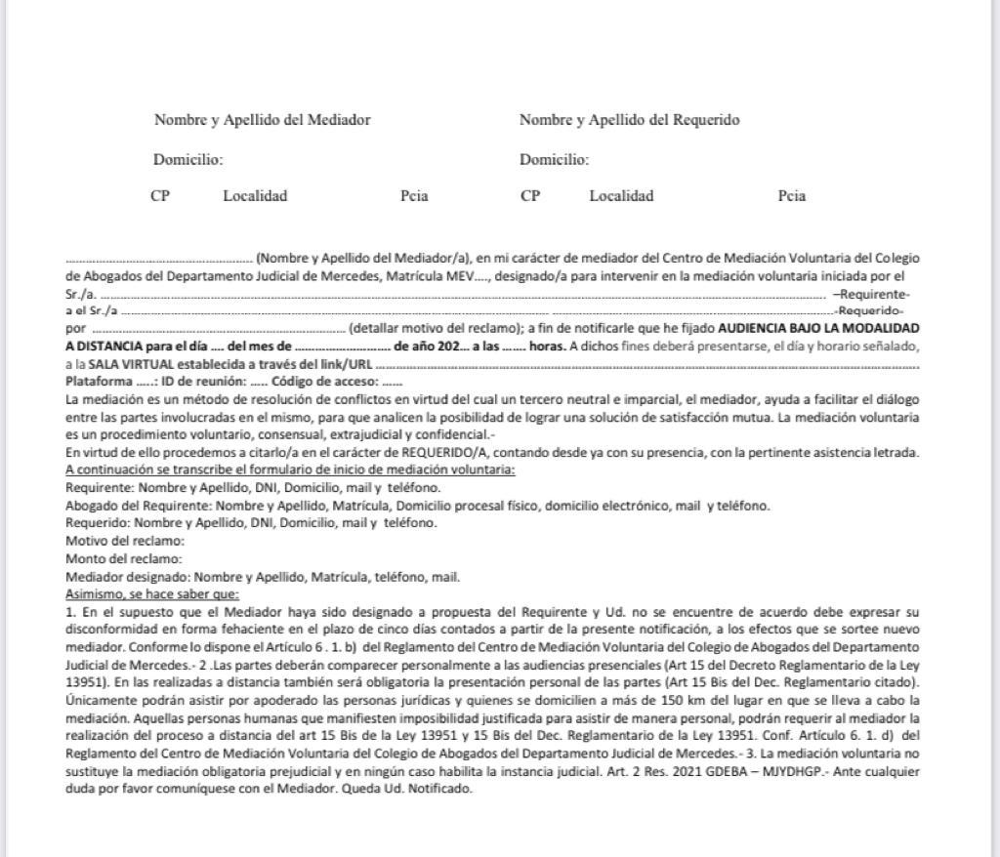 Nombre y Apellido del Mediador Nombre y Apellido del Requerido
Domicilio: Domicilio:
CP Localidad Pcia CP Localidad Pcia
.......................................................... (Nombre y Apellido del Mediador/a), en mi carácter de mediador del Centro de Mediación Voluntaria del Colegio
de Abogados del Departamento Judicial de Mercedes, Matrícula MEV...., designado/a para intervenir en la mediación voluntaria iniciada por el
Sr./a. .......................................................... –Requirente-
a el Sr./a .......................................................... ..........................................................-Requerido-
por .......................................................... (detallar motivo del reclamo); a fin de notificarle que he fijado AUDIENCIA BAJO LA MODALIDAD
A DISTANCIA para el día .... del mes de ............................. de año 202... a las ....... horas. A dichos fines deberá presentarse, el día y horario señalado,
a la SALA VIRTUAL establecida a través del link/URL ..........................................................
Plataforma .....: ID de reunión: ..... Código de acceso: ......
La mediación es un método de resolución de conflictos en virtud del cual un tercero neutral e imparcial, el mediador, ayuda a facilitar el diálogo
entre las partes involucradas en el mismo, para que analicen la posibilidad de lograr una solución de satisfacción mutua. La mediación voluntaria
es un procedimiento voluntario, consensual, extrajudicial y confidencial.-
En virtud de ello procedemos a citarlo/a en el carácter de REQUERIDO/A, contando desde ya con su presencia, con la pertinente asistencia letrada.
A continuación se transcribe el formulario de inicio de mediación voluntaria:
Requirente: Nombre y Apellido, DNI, Domicilio, mail y teléfono.
Abogado del Requirente: Nombre y Apellido, Matrícula, Domicilio procesal físico, domicilio electrónico, mail y teléfono.
Requerido: Nombre y Apellido, DNI, Domicilio, mail y teléfono.
Motivo del reclamo:
Monto del reclamo:
Mediador designado: Nombre y Apellido, Matrícula, teléfono, mail.
Asimismo, se hace saber que:
1. En el supuesto que el Mediador haya sido designado a propuesta del Requirente y Ud. no se encuentre de acuerdo debe expresar su
disconformidad en forma fehaciente en el plazo de cinco días contados a partir de la presente notificación, a los efectos que se sortee nuevo
mediador. Conforme lo dispone el Artículo 6 . 1. b) del Reglamento del Centro de Mediación Voluntaria del Colegio de Abogados del Departamento
Judicial de Mercedes.- 2 .Las partes deberán comparecer personalmente a las audiencias presenciales (Art 15 del Decreto Reglamentario de la Ley
13951). En las realizadas a distancia también será obligatoria la presentación personal de las partes (Art 15 Bis del Dec. Reglamentario citado).
Únicamente podrán asistir por apoderado las personas jurídicas y quienes se domicilien a más de 150 km del lugar en que se lleva a cabo la
mediación. Aquellas personas humanas que manifiesten imposibilidad justificada para asistir de manera personal, podrán requerir al mediador la
realización del proceso a distancia del art 15 Bis de la Ley 13951 y 15 Bis del Dec. Reglamentario de la Ley 13951. Conf. Artículo 6. 1. d) del
Reglamento del Centro de Mediación Voluntaria del Colegio de Abogados del Departamento Judicial de Mercedes.- 3. La mediación voluntaria no
sustituye la mediación obligatoria prejudicial y en ningún caso habilita la instancia judicial. Art. 2 Res. 2021 GDEBA – MJYDHGP.- Ante cualquier
duda por favor comuníquese con el Mediador. Queda Ud. Notificado.